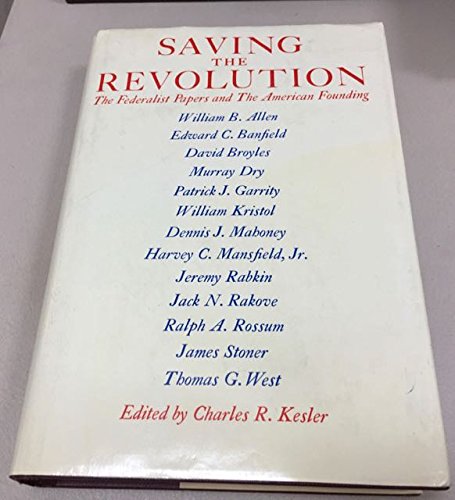 SAVING
THE
REVOLUTION
The Federalist Papers and The American Founding
William B. Allen
Edward C. Banfield
David Broyles
Murray Dry
Patrick J. Garrity
William Kristol
Dennis J. Mahoney
Harvey C. Mansfield, Jr.
Jeremy Rabkin
Jack N. Rakove
Ralph A. Rossum
James Stoner
Thomas G. West
Edited by Charles R. Kesler